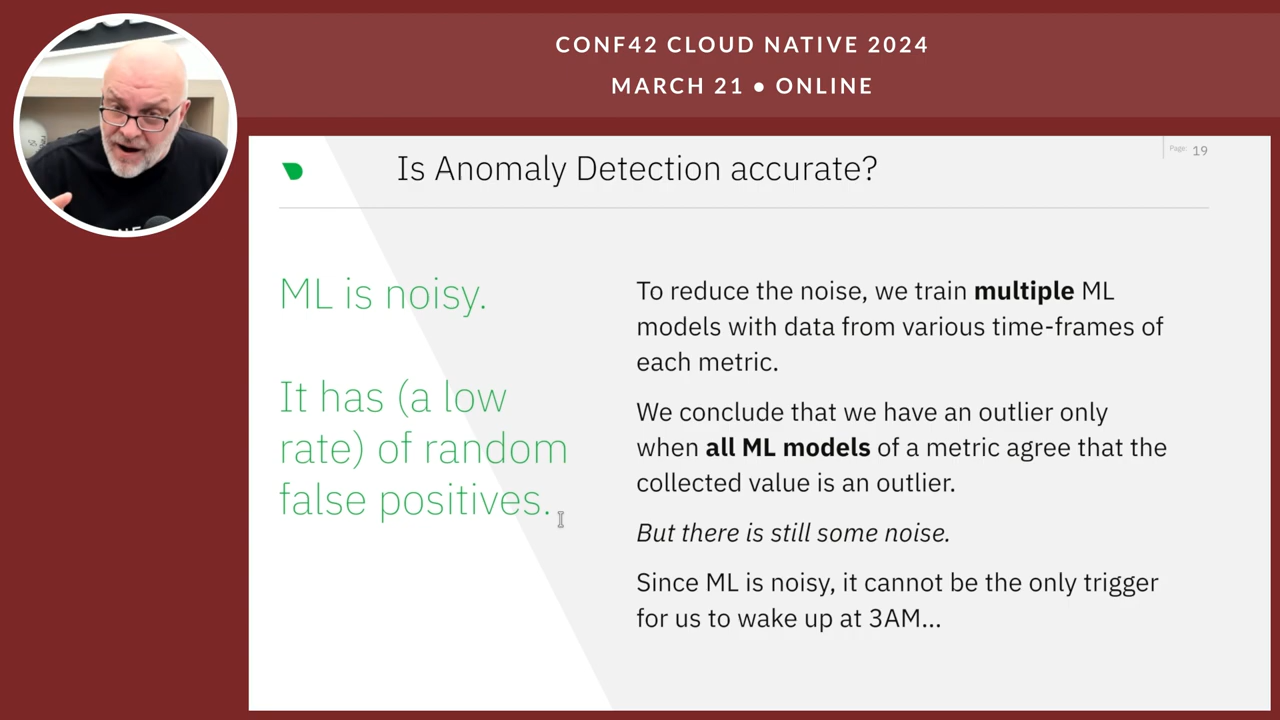 CONF42 CLOUD NATIVE 2024
MARCH 21 • ONLINE
Is Anomaly Detection accurate?
Page: 19
ML is noisy.
It has (a low
rate) of random
false positives.
To reduce the noise, we train multiple ML
models with data from various time-frames of
each metric.
We conclude that we have an outlier only
when all ML models of a metric agree that the
collected value is an outlier.
But there is still some noise.
Since ML is noisy, it cannot be the only trigger
for us to wake up at 3AM...